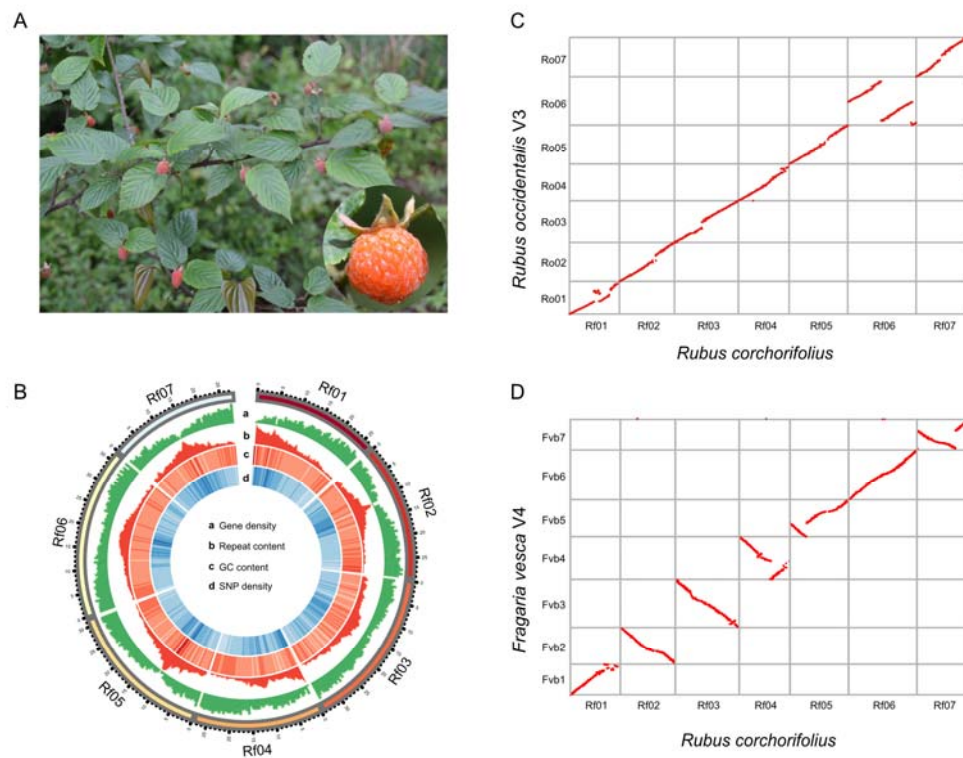 A
B
Rf01
Rf02
Rf03
Rf04
Rf05
Rf06
Rf07
a
b
c
d
a Gene density
b Repeat content
c GC content
d SNP density
C
Rubus occidentalis V3
Ro07
Ro06
Ro05
Ro04
Ro03
Ro02
Ro01
Rf01 Rf02 Rf03 Rf04 Rf05 Rf06 Rf07
Rubus corchorifolius
D
Fragaria vesca V4
Fvb7
Fvb6
Fvb5
Fvb4
Fvb3
Fvb2
Fvb1
Rf01 Rf02 Rf03 Rf04 Rf05 Rf06 Rf07
Rubus corchorifolius